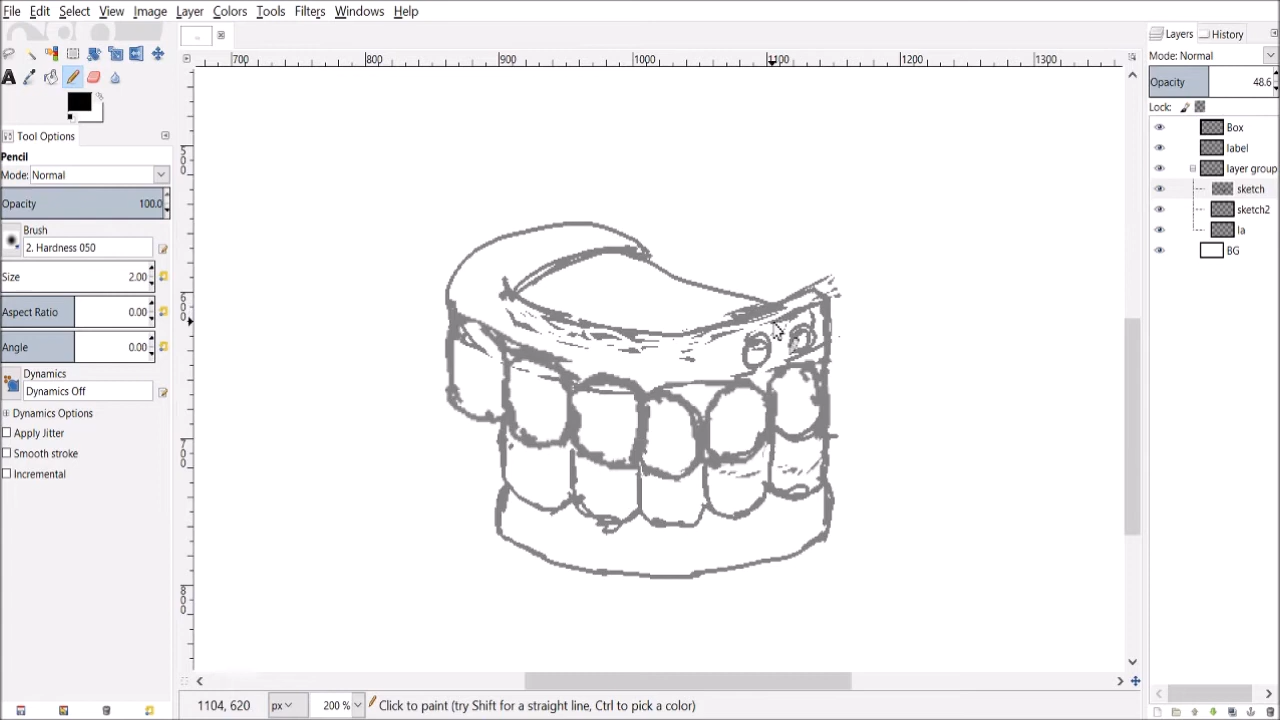 File Edit Select View Image Layer Colors Tools Filters Windows Help
Layers History
Mode: Normal
Opacity 48.6
Lock:
Box
label
layer group
sketch
sketch2
la
BG
700 800 900 1000 1100 1200 1300
500
600
700
800
Tool Options
Pencil
Mode: Normal
Opacity 100.0
Brush
2. Hardness 050
Size 2.00
Aspect Ratio 0.00
Angle 0.00
Dynamics
Dynamics Off
Dynamics Options
Apply Jitter
Smooth stroke
Incremental
1104, 620 px 200 % Click to paint (try Shift for a straight line, Ctrl to pick a color)